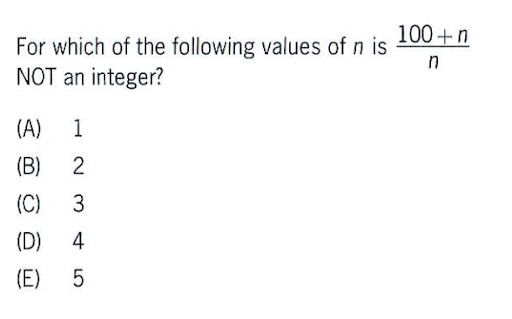 For which of the following values of n is \frac{100+n}{n}
NOT an integer?
(A) 1
(B) 2
(C) 3
(D) 4
(E) 5